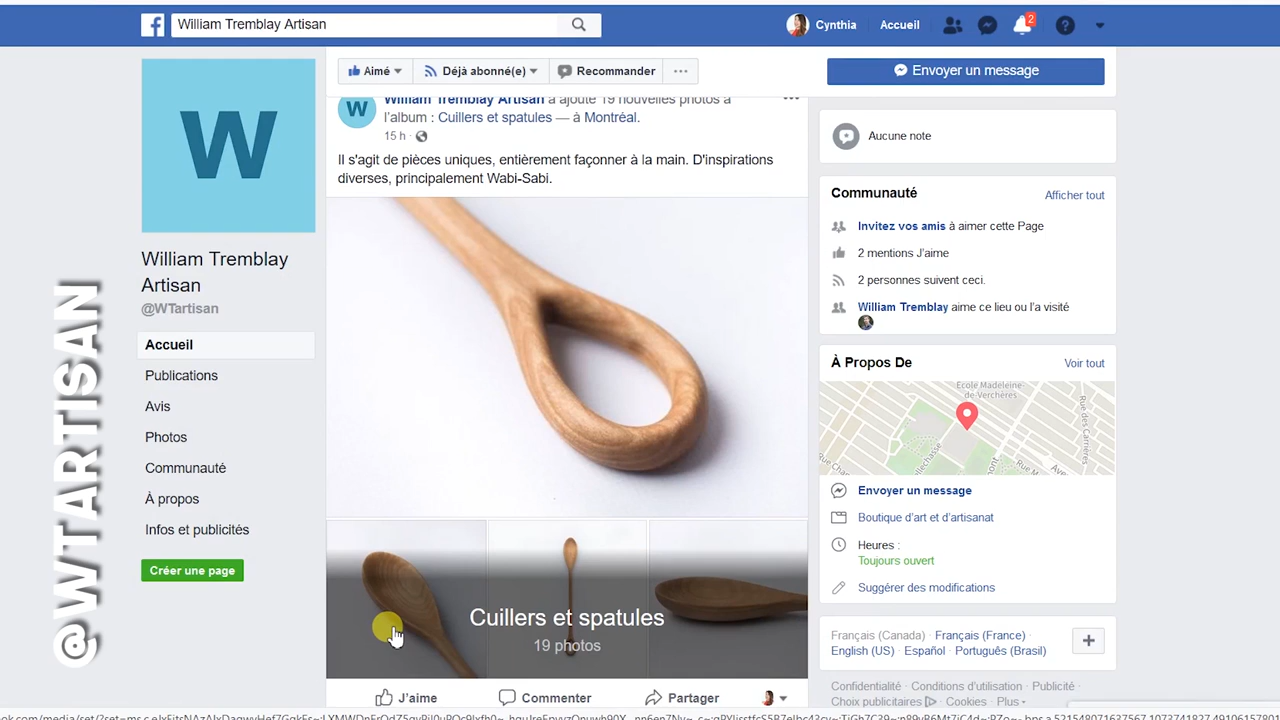 William Tremblay Artisan
Cynthia
Accueil
2
W
William Tremblay
Artisan
@WTartisan
Accueil
Publications
Avis
Photos
Communauté
À propos
Infos et publicités
Créer une page
@WTARTISAN
Aimé
Déjà abonné(e)
Recommander
Envoyer un message
W
William Tremblay Artisan a ajouté 19 nouvelles photos à
l'album : Cuillers et spatules — à Montréal.
15 h ·
Il s'agit de pièces uniques, entièrement façonner à la main. D'inspirations
diverses, principalement Wabi-Sabi.
Cuillers et spatules
19 photos
J'aime
Commenter
Partager
Aucune note
Communauté
Afficher tout
Invitez vos amis à aimer cette Page
2 mentions J'aime
2 personnes suivent ceci.
William Tremblay aime ce lieu ou l'a visité
À Propos De
Voir tout
École Madeleine-
de-Verchères
Envoyer un message
Boutique d'art et d'artisanat
Heures :
Toujours ouvert
Suggérer des modifications
Français (Canada) · Français (France) ·
English (US) · Español · Português (Brasil)
Confidentialité · Conditions d'utilisation · Publicité ·
Choix publicitaires · Cookies · Plus